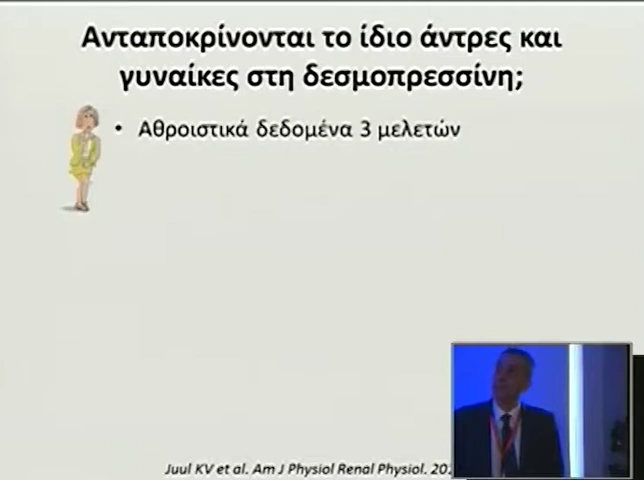 Ανταποκρίνονται το ίδιο άντρες και
γυναίκες στη δεσμοπρεσσίνη;
• Αθροιστικά δεδομένα 3 μελετών
Juul KV et al. Am J Physiol Renal Physiol.